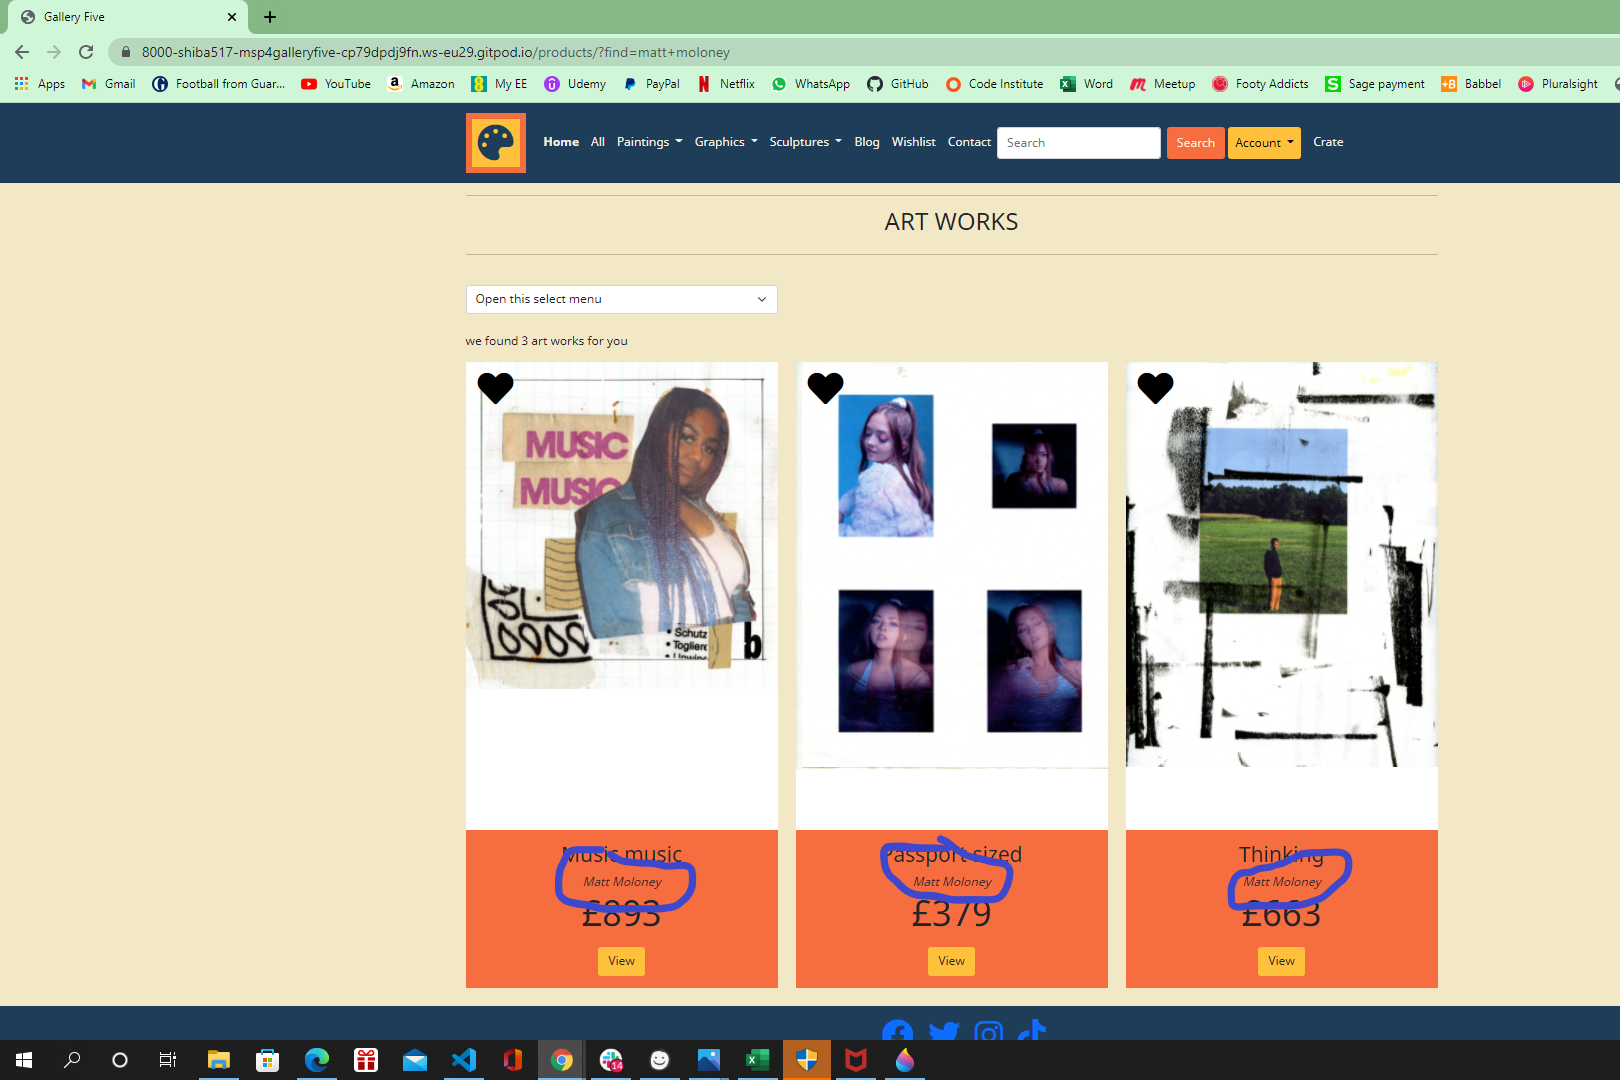 Gallery Five
8000-shiba517-msp4galleryfive-cp79dpdj9fn.ws-eu29.gitpod.io/products/?find=matt+moloney
Apps Gmail Football from Guar... YouTube Amazon My EE Udemy PayPal Netflix WhatsApp GitHub Code Institute Word Meetup Footy Addicts Sage payment Babbel Pluralsight
Home All Paintings Graphics Sculptures Blog Wishlist Contact Search Search Account Crate
ART WORKS
Open this select menu
we found 3 art works for you
MUSIC
MUSIC
• Schutz
• Toglier
b
Music music
Matt Moloney
£893
View
Passport sized
Matt Moloney
£379
View
Thinking
Matt Moloney
£663
View
14